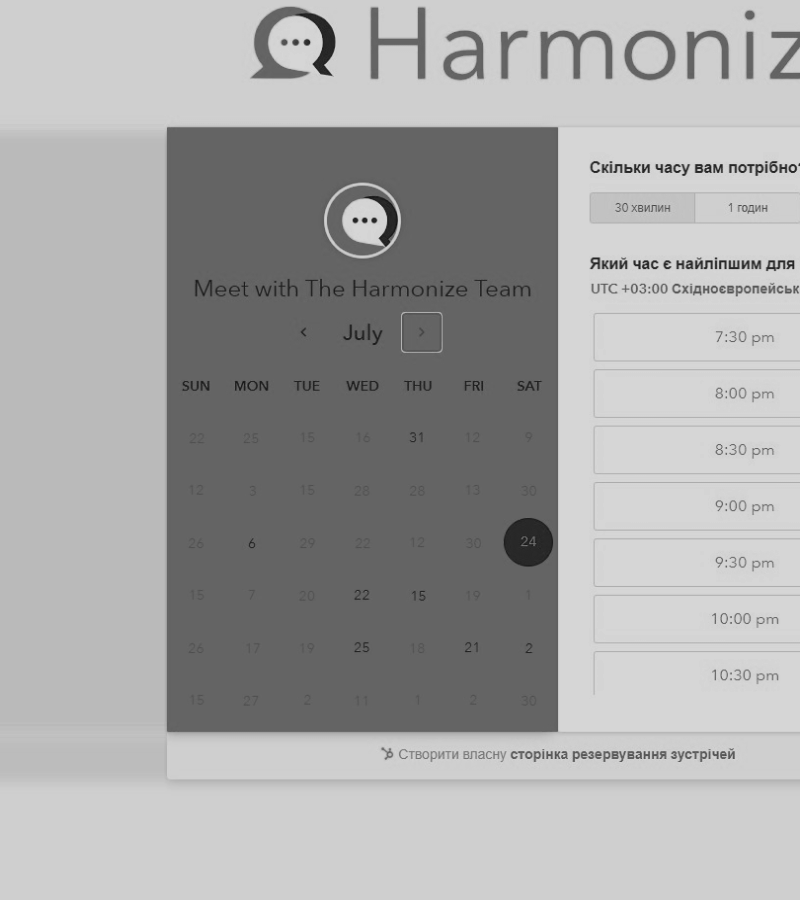 Harmoniz
Meet with The Harmonize Team
July
SUN MON TUE WED THU FRI SAT
22 25 15 16 31 12 9
12 3 15 28 28 13 30
26 6 29 22 12 30 24
15 7 20 22 15 19 1
26 17 19 25 18 21 2
15 27 2 11 1 2 30
Скільки часу вам потрібно?
30 хвилин 1 годин
Який час є найліпшим для
UTC +03:00 Східноєвропейськ
7:30 pm
8:00 pm
8:30 pm
9:00 pm
9:30 pm
10:00 pm
10:30 pm
Створити власну сторінка резервування зустрічей